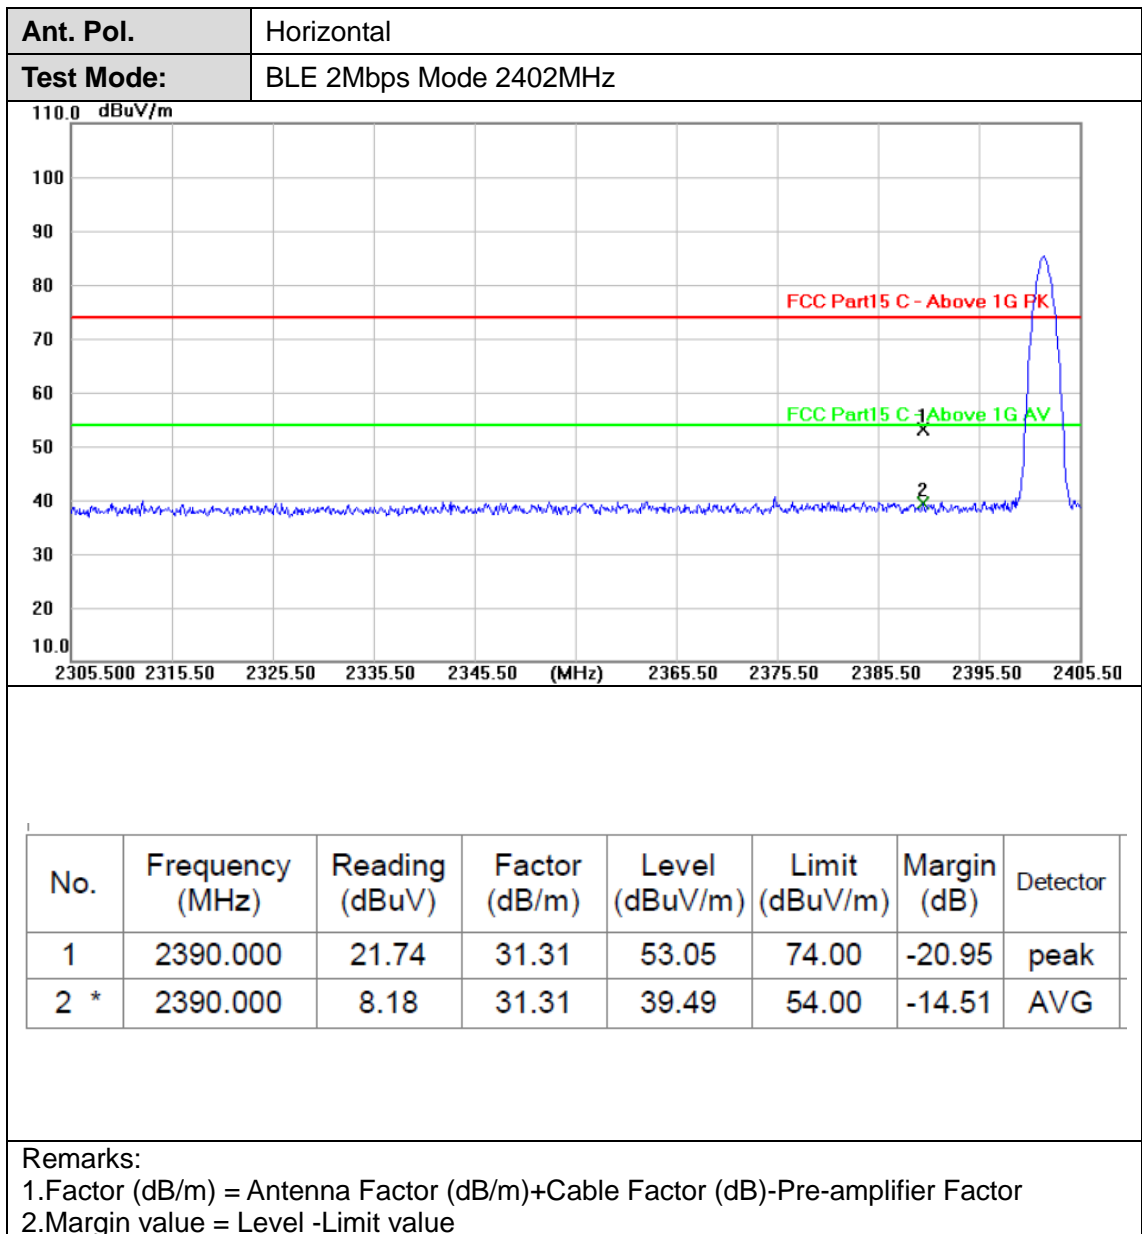 Ant. Pol. Horizontal
Test Mode: BLE 2Mbps Mode 2402MHz
110.0 dBuV/m
100
90
80
FCC Part15 C - Above 1G PK
70
60
FCC Part15 C - Above 1G AV
1
50
2
40
30
20
10.0
2305.500 2315.50 2325.50 2335.50 2345.50 (MHz) 2365.50 2375.50 2385.50 2395.50 2405.50
No. Frequency (MHz) Reading (dBuV) Factor (dB/m) Level (dBuV/m) Limit (dBuV/m) Margin (dB) Detector
1 2390.000 21.74 31.31 53.05 74.00 -20.95 peak
2 * 2390.000 8.18 31.31 39.49 54.00 -14.51 AVG
Remarks:
1.Factor (dB/m) = Antenna Factor (dB/m)+Cable Factor (dB)-Pre-amplifier Factor
2.Margin value = Level -Limit value